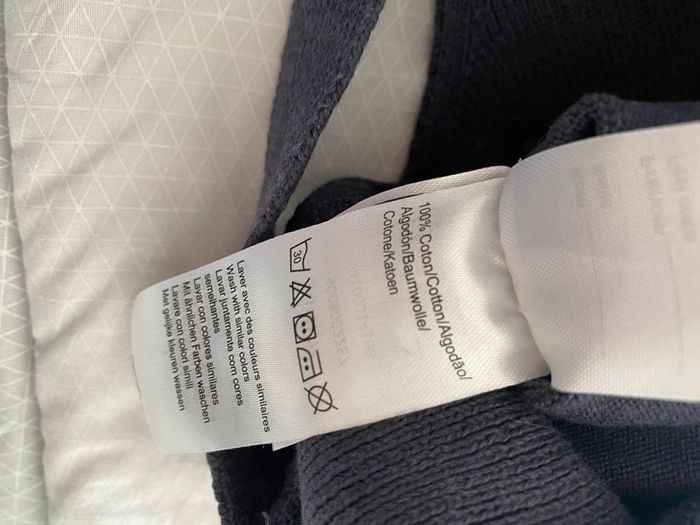 100% Coton/Cotton/Algodão/
Algodón/Baumwolle/
Cotone/Katoen
30
Laver avec des couleurs similaires
Wash with similar colors
Lavar juntamente com cores
semelhantes
Lavar con colores similares
Mit ähnlichen Farben waschen
Lavare con colori simili
Met gelijke kleuren wassen